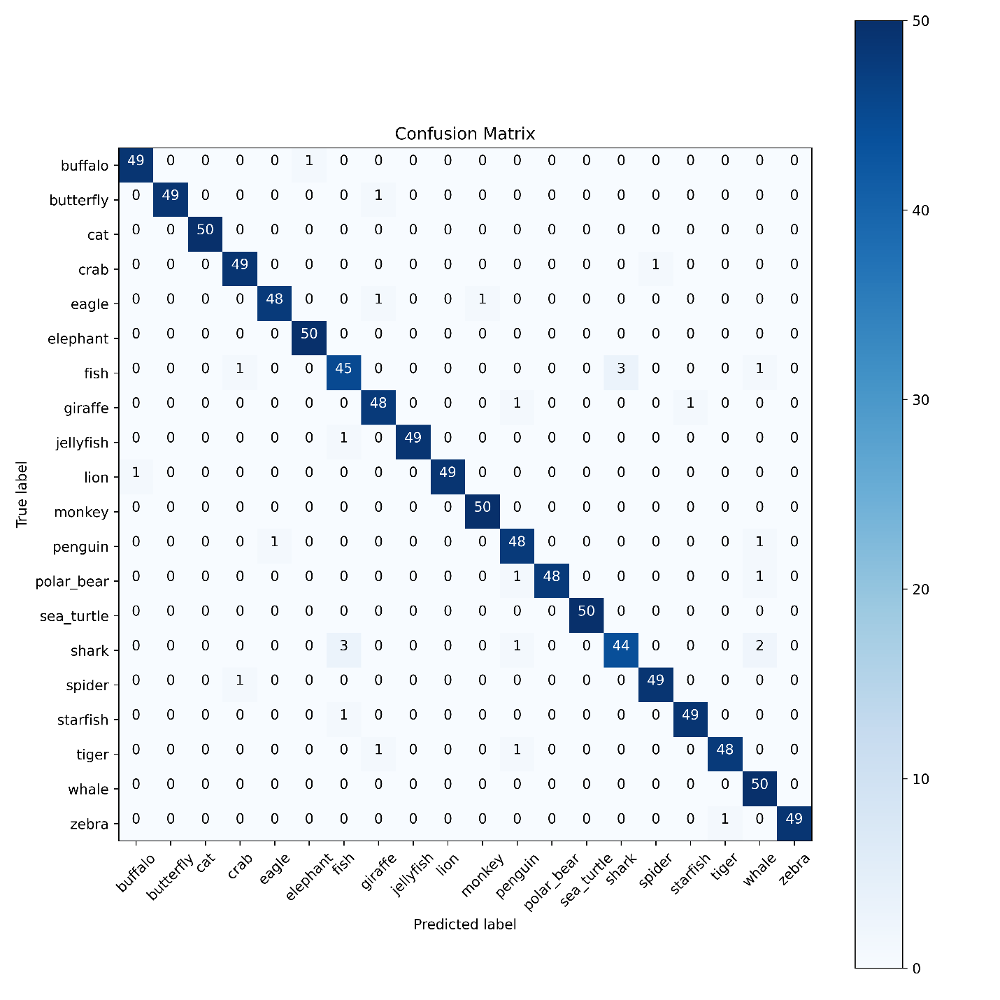 Confusion Matrix
buffalo 49 0 0 0 0 1 0 0 0 0 0 0 0 0 0 0 0 0 0 0
butterfly 0 49 0 0 0 0 0 1 0 0 0 0 0 0 0 0 0 0 0 0
cat 0 0 50 0 0 0 0 0 0 0 0 0 0 0 0 0 0 0 0 0
crab 0 0 0 49 0 0 0 0 0 0 0 0 0 0 0 1 0 0 0 0
eagle 0 0 0 0 48 0 0 1 0 0 1 0 0 0 0 0 0 0 0 0
elephant 0 0 0 0 0 50 0 0 0 0 0 0 0 0 0 0 0 0 0 0
fish 0 0 0 1 0 0 45 0 0 0 0 0 0 0 3 0 0 0 1 0
giraffe 0 0 0 0 0 0 0 48 0 0 0 1 0 0 0 0 1 0 0 0
jellyfish 0 0 0 0 0 0 1 0 49 0 0 0 0 0 0 0 0 0 0 0
lion 1 0 0 0 0 0 0 0 0 49 0 0 0 0 0 0 0 0 0 0
monkey 0 0 0 0 0 0 0 0 0 0 50 0 0 0 0 0 0 0 0 0
penguin 0 0 0 0 1 0 0 0 0 0 0 48 0 0 0 0 0 0 1 0
polar_bear 0 0 0 0 0 0 0 0 0 0 0 1 48 0 0 0 0 0 1 0
sea_turtle 0 0 0 0 0 0 0 0 0 0 0 0 0 50 0 0 0 0 0 0
shark 0 0 0 0 0 0 3 0 0 0 0 1 0 0 44 0 0 0 2 0
spider 0 0 0 1 0 0 0 0 0 0 0 0 0 0 0 49 0 0 0 0
starfish 0 0 0 0 0 0 1 0 0 0 0 0 0 0 0 0 49 0 0 0
tiger 0 0 0 0 0 0 0 1 0 0 0 1 0 0 0 0 0 48 0 0
whale 0 0 0 0 0 0 0 0 0 0 0 0 0 0 0 0 0 0 50 0
zebra 0 0 0 0 0 0 0 0 0 0 0 0 0 0 0 0 0 1 0 49
buffalo butterfly cat crab eagle elephant fish giraffe jellyfish lion monkey penguin polar_bear sea_turtle shark spider starfish tiger whale zebra
Predicted label
True label
50
40
30
20
10
0